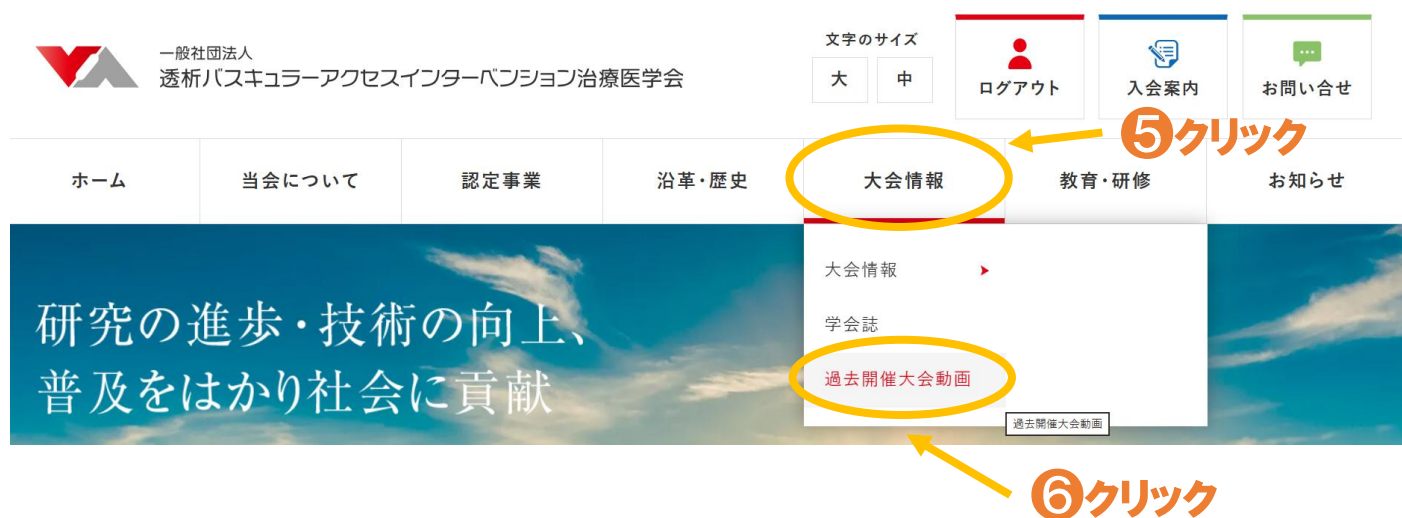 一般社団法人
透析バスキュラーアクセスインターベンション治療医学会
文字のサイズ
大 中
ログアウト
入会案内
お問い合せ
⑤クリック
ホーム 当会について 認定事業 沿革・歴史 大会情報 教育・研修 お知らせ
大会情報
学会誌
過去開催大会動画
過去開催大会動画
研究の進歩・技術の向上、
普及をはかり社会に貢献
⑥クリック